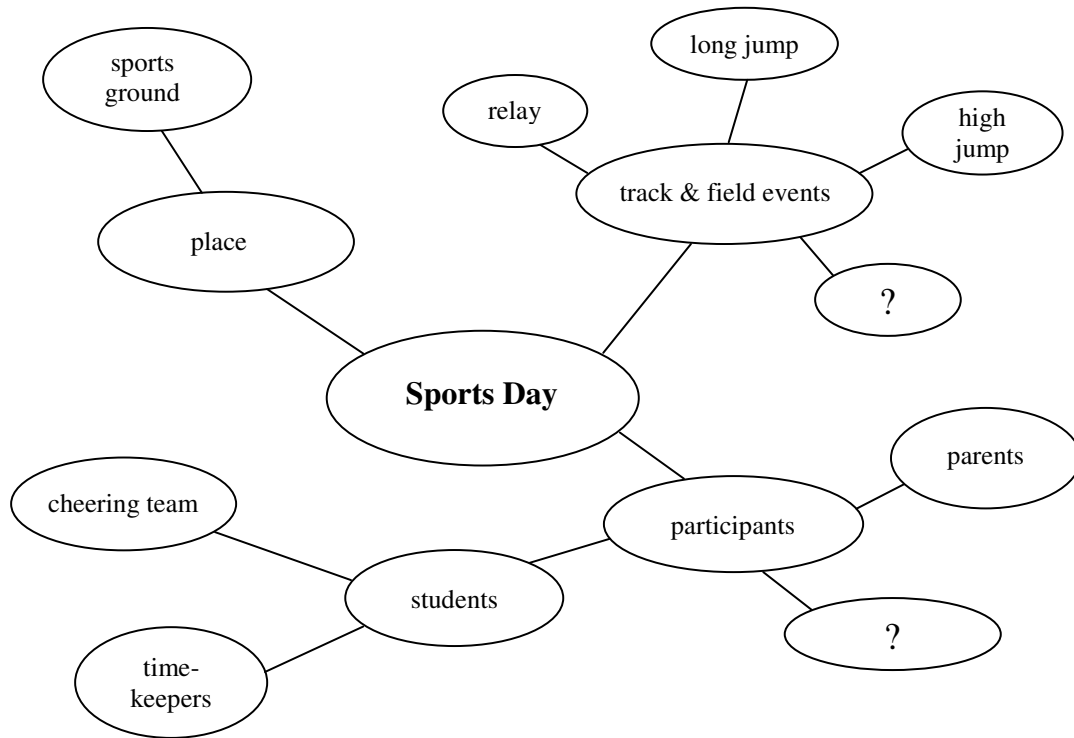 sports
ground
long jump
relay
high
jump
track & field events
place
?
Sports Day
parents
cheering team
participants
students
?
time-
keepers